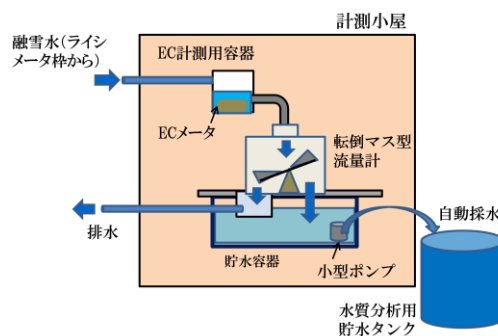 計測小屋
融雪水(ライシ
メータ枠から)
EC計測用容器
ECメータ
転倒マス型
流量計
自動採水
排水
貯水容器
小型ポンプ
水質分析用
貯水タンク